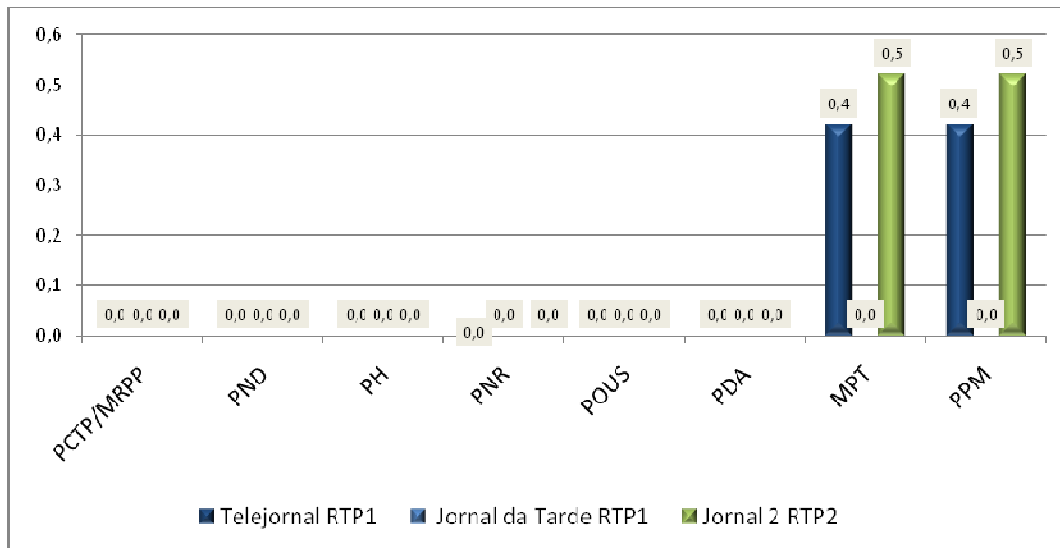 0,6
0,5
0,4
0,3
0,2
0,1
0,0
0,0 0,0 0,0
0,0 0,0 0,0
0,0 0,0 0,0
0,0 0,0 0,0
0,0 0,0 0,0
0,0 0,0 0,0
0,4 0,0 0,5
0,4 0,0 0,5
PCTP/MRPP
PND
PH
PNR
POUS
PDA
MPT
PPM
Telejornal RTP1 Jornal da Tarde RTP1 Jornal 2 RTP2